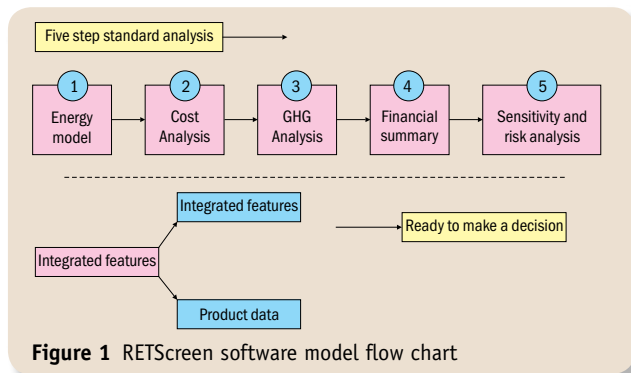 Five step standard analysis
1
Energy
model
2
Cost
Analysis
3
GHG
Analysis
4
Financial
summary
5
Sensitivity and
risk analysis
Integrated features
Ready to make a decision
Integrated features
Product data
Figure 1 RETScreen software model flow chart